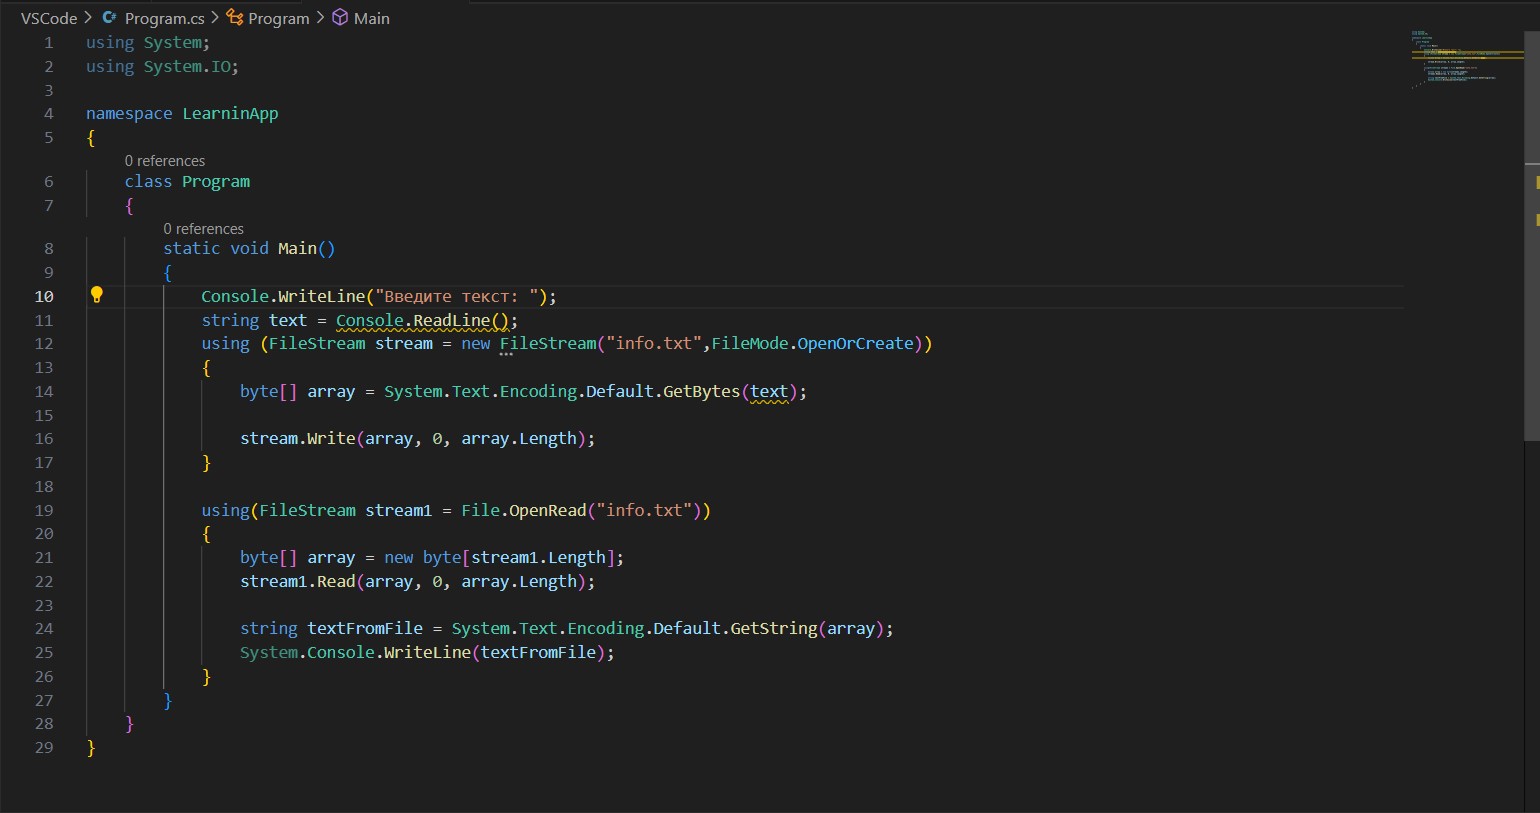 VSCode > Program.cs > Program > Main
1 using System;
2 using System.IO;
3
4 namespace LearninApp
5 {
0 references
6 class Program
7 {
0 references
8 static void Main()
9 {
10 Console.WriteLine("Введите текст: ");
11 string text = Console.ReadLine();
12 using (FileStream stream = new FileStream("info.txt",FileMode.OpenOrCreate))
13 {
14 byte[] array = System.Text.Encoding.Default.GetBytes(text);
15
16 stream.Write(array, 0, array.Length);
17 }
18
19 using(FileStream stream1 = File.OpenRead("info.txt"))
20 {
21 byte[] array = new byte[stream1.Length];
22 stream1.Read(array, 0, array.Length);
23
24 string textFromFile = System.Text.Encoding.Default.GetString(array);
25 System.Console.WriteLine(textFromFile);
26 }
27 }
28 }
29 }